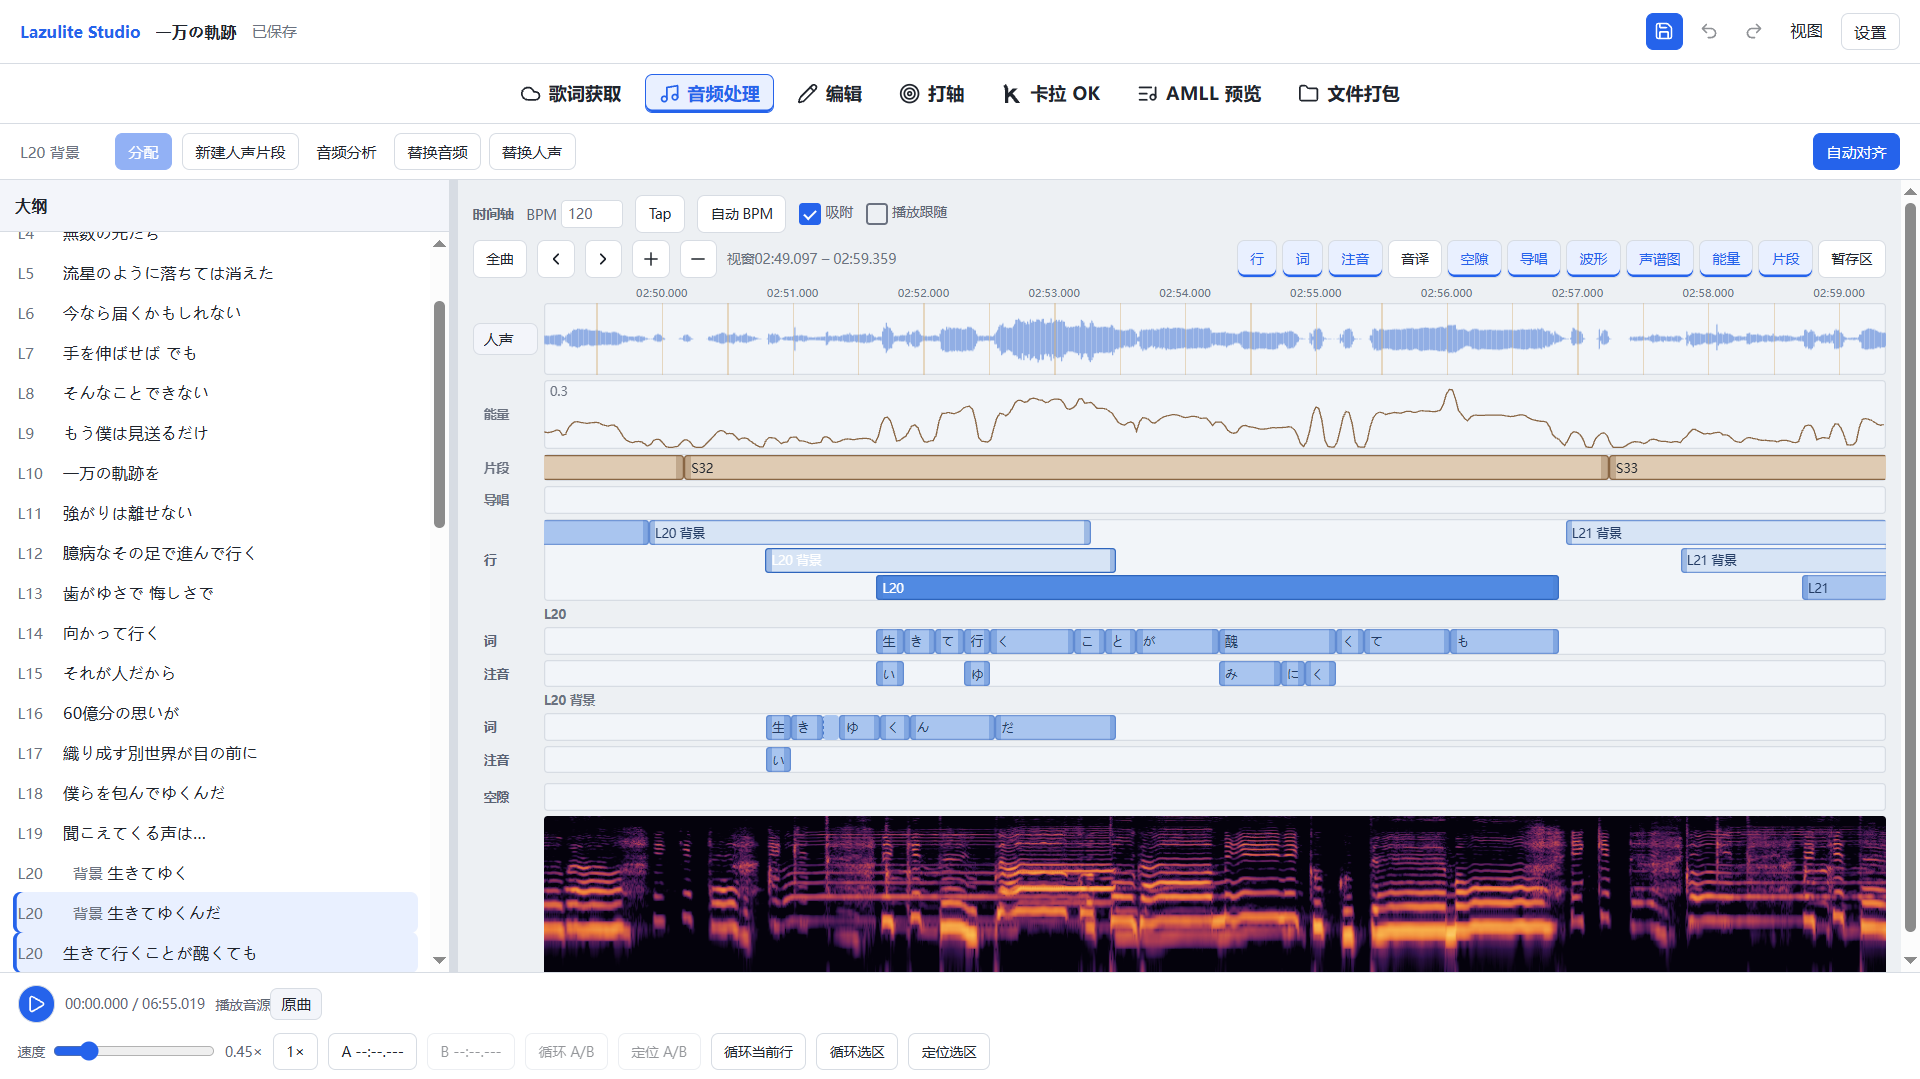 Lazulite Studio 一万の軌跡 已保存 视图 设置
歌词获取 音频处理 编辑 打轴 卡拉 OK AMLL 预览 文件打包
L20 背景 分配 新建人声片段 音频分析 替换音频 替换人声 自动对齐
大纲
L4 無数の光たち
L5 流星のように落ちては消えた
L6 今なら届くかもしれない
L7 手を伸ばせば でも
L8 そんなことできない
L9 もう僕は見送るだけ
L10 一万の軌跡を
L11 強がりは離せない
L12 臆病なその足で進んで行く
L13 歯がゆさで 悔しさで
L14 向かって行く
L15 それが人だから
L16 60億分の思いが
L17 織り成す別世界が目の前に
L18 僕らを包んでゆくんだ
L19 聞こえてくる声は...
L20 背景 生きてゆく
L20 背景 生きてゆくんだ
L20 生きて行くことが醜くても
时间轴 BPM 120 Tap 自动 BPM 吸附 播放跟随
全曲 视窗02:49.097 – 02:59.359 行 词 注音 音译 空隙 导唱 波形 声谱图 能量 片段 暂存区
02:50.000 02:51.000 02:52.000 02:53.000 02:54.000 02:55.000 02:56.000 02:57.000 02:58.000 02:59.000
人声
能量 0.3
片段 S32 S33
导唱
L20 背景 L21 背景
行 L20 背景 L21 背景
L20 L21
L20
词 生 き て 行 く こ と が 醜 く て も
注音 い ゆ み に く
L20 背景
词 生 き ゆ く ん だ
注音 い
空隙
00:00.000 / 06:55.019 播放音源 原曲
速度 0.45× 1× A --:--.--- B --:--.--- 循环 A/B 定位 A/B 循环当前行 循环选区 定位选区